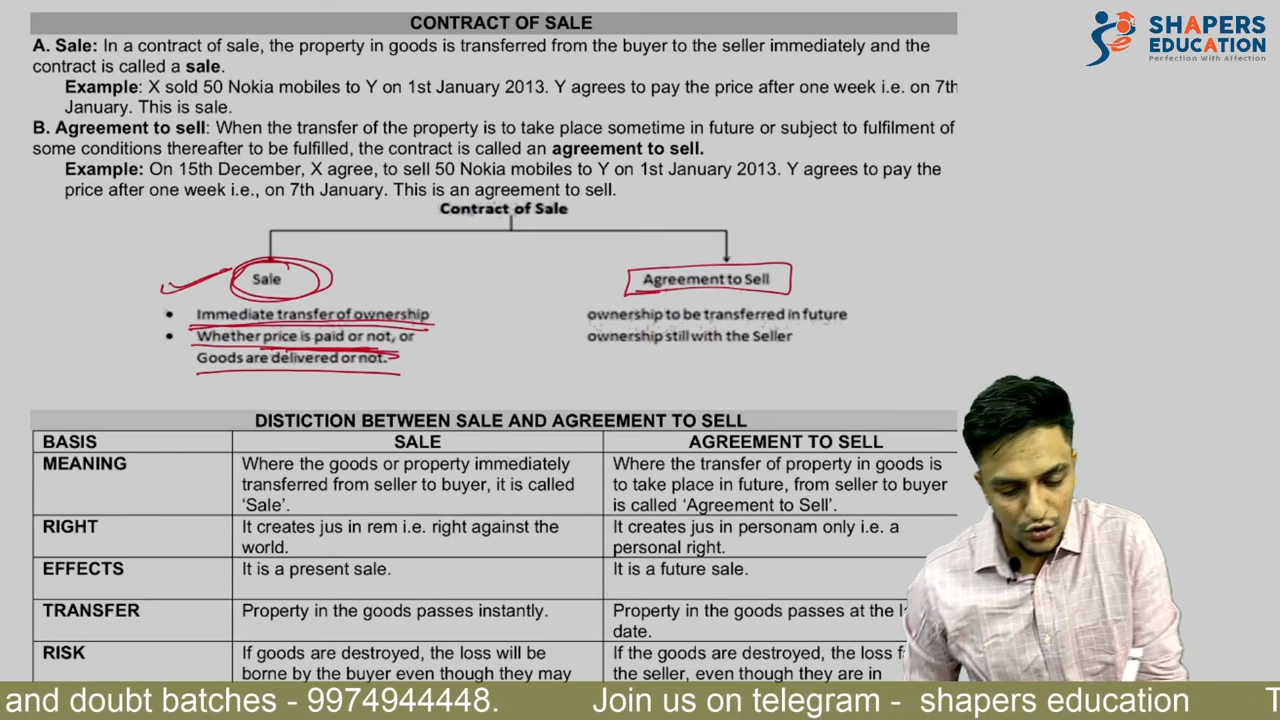 CONTRACT OF SALE
SHAPERS
EDUCATION
Perfection With Affection
A. Sale: In a contract of sale, the property in goods is transferred from the buyer to the seller immediately and the
contract is called a sale.
Example: X sold 50 Nokia mobiles to Y on 1st January 2013. Y agrees to pay the price after one week i.e. on 7th
January. This is sale.
B. Agreement to sell: When the transfer of the property is to take place sometime in future or subject to fulfilment of
some conditions thereafter to be fulfilled, the contract is called an agreement to sell.
Example: On 15th December, X agree, to sell 50 Nokia mobiles to Y on 1st January 2013. Y agrees to pay the
price after one week i.e., on 7th January. This is an agreement to sell.
Contract of Sale
Sale
• Immediate transfer of ownership
• Whether price is paid or not, or
Goods are delivered or not.
Agreement to Sell
ownership to be transferred in future
ownership still with the Seller
DISTICTION BETWEEN SALE AND AGREEMENT TO SELL
BASIS SALE AGREEMENT TO SELL
MEANING
Where the goods or property immediately
transferred from seller to buyer, it is called
‘Sale’.
Where the transfer of property in goods is
to take place in future, from seller to buyer
is called ‘Agreement to Sell’.
RIGHT
It creates jus in rem i.e. right against the
world.
It creates jus in personam only i.e. a
personal right.
EFFECTS
It is a present sale.
It is a future sale.
TRANSFER
Property in the goods passes instantly.
Property in the goods passes at the
date.
RISK
If goods are destroyed, the loss will be
borne by the buyer even though they may
If the goods are destroyed, the loss
the seller, even though they are in
and doubt batches - 9974944448. Join us on telegram - shapers education